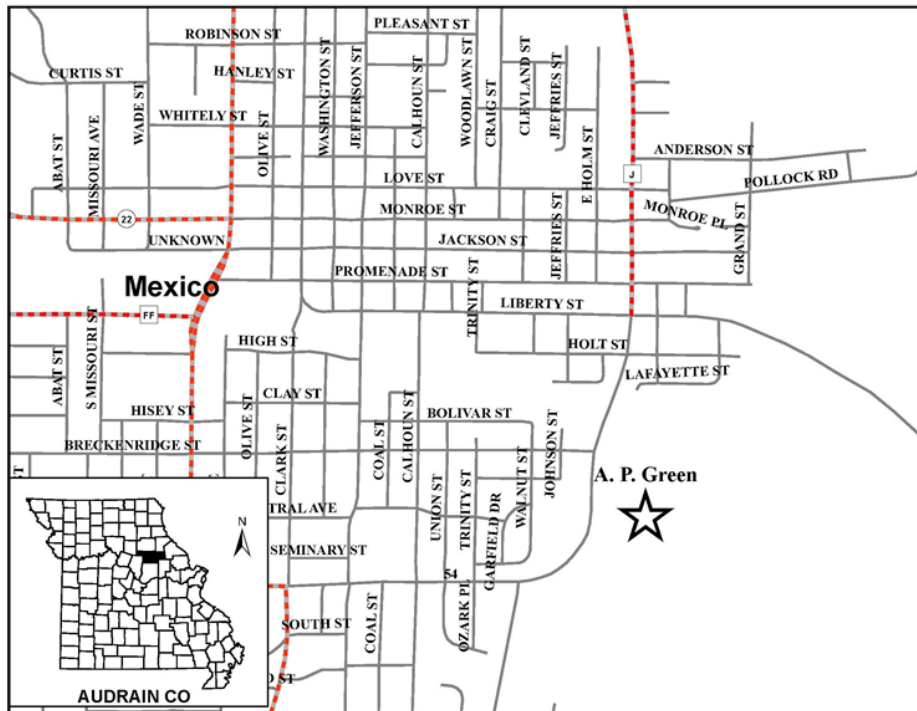 PLEASANT ST
ROBINSON ST
HANLEY ST
CURTIS ST
WADE ST
WHITELY ST
OLIVE ST
WASHINGTON ST
JEFFERSON ST
CALHOUN ST
WOODLAWN ST
CRAIG ST
CLEVLAND ST
JEFFRIES ST
E HOLM ST
ABAT ST
MISSOURI AVE
ANDERSON ST
J
POLLOCK RD
LOVE ST
MONROE ST
MONROE PL
22
UNKNOWN
JACKSON ST
JEFFRIES ST
GRAND ST
PROMENADE ST
TRINITY ST
Mexico
LIBERTY ST
FF
S MISSOURI ST
HIGH ST
HOLT ST
ABAT ST
LAFAYETTE ST
CLAY ST
HISEY ST
OLIVE ST
CLARK ST
COAL ST
CALHOUN ST
BOLIVAR ST
BRECKENRIDGE ST
JOHNSON ST
WALNUT ST
UNION ST
TRINITY ST
GARFIELD DR
A. P. Green
ST
TRAL AVE
N
SEMINARY ST
54
OZARK PL
SOUTH ST
COAL ST
ST
AUDRAIN CO